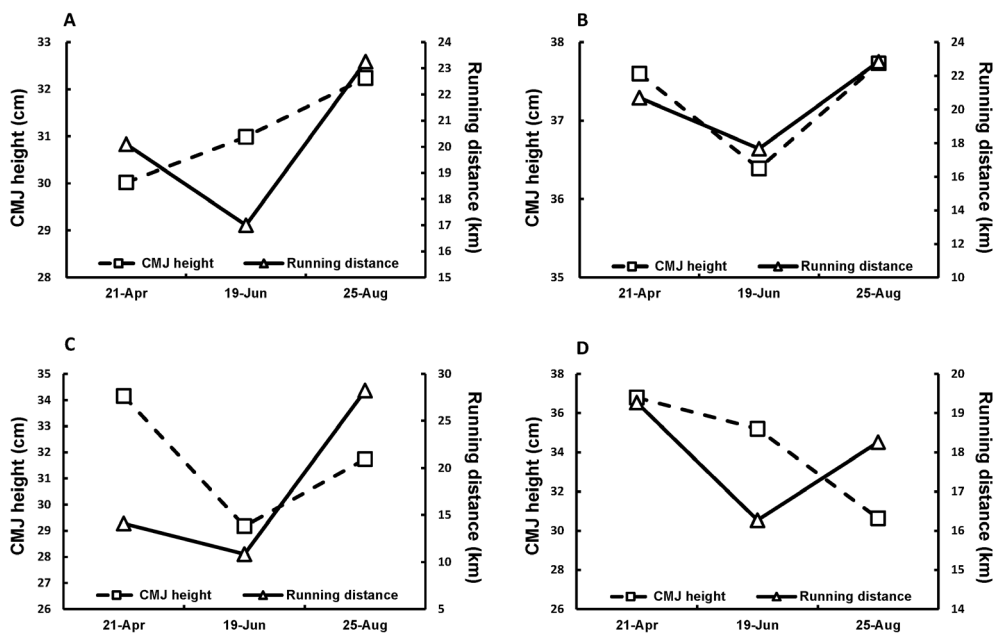 A
CMJ height (cm)
33
32
31
30
29
28
24
23
22
21
20
19
18
17
16
15
Running distance (km)
CMJ height Running distance
21-Apr 19-Jun 25-Aug
B
CMJ height (cm)
38
37
36
35
24
22
20
18
16
14
22
10
Running distance (km)
CMJ height Running distance
21-Apr 19-Jun 25-Aug
C
CMJ height (cm)
35
34
33
32
31
30
29
28
27
26
30
25
20
15
10
5
Running distance (km)
CMJ height Running distance
21-Apr 19-Jun 25-Aug
D
CMJ height (cm)
38
36
34
32
30
28
26
20
19
18
17
16
15
14
Running distance (km)
CMJ height Running distance
21-Apr 19-Jun 25-Aug